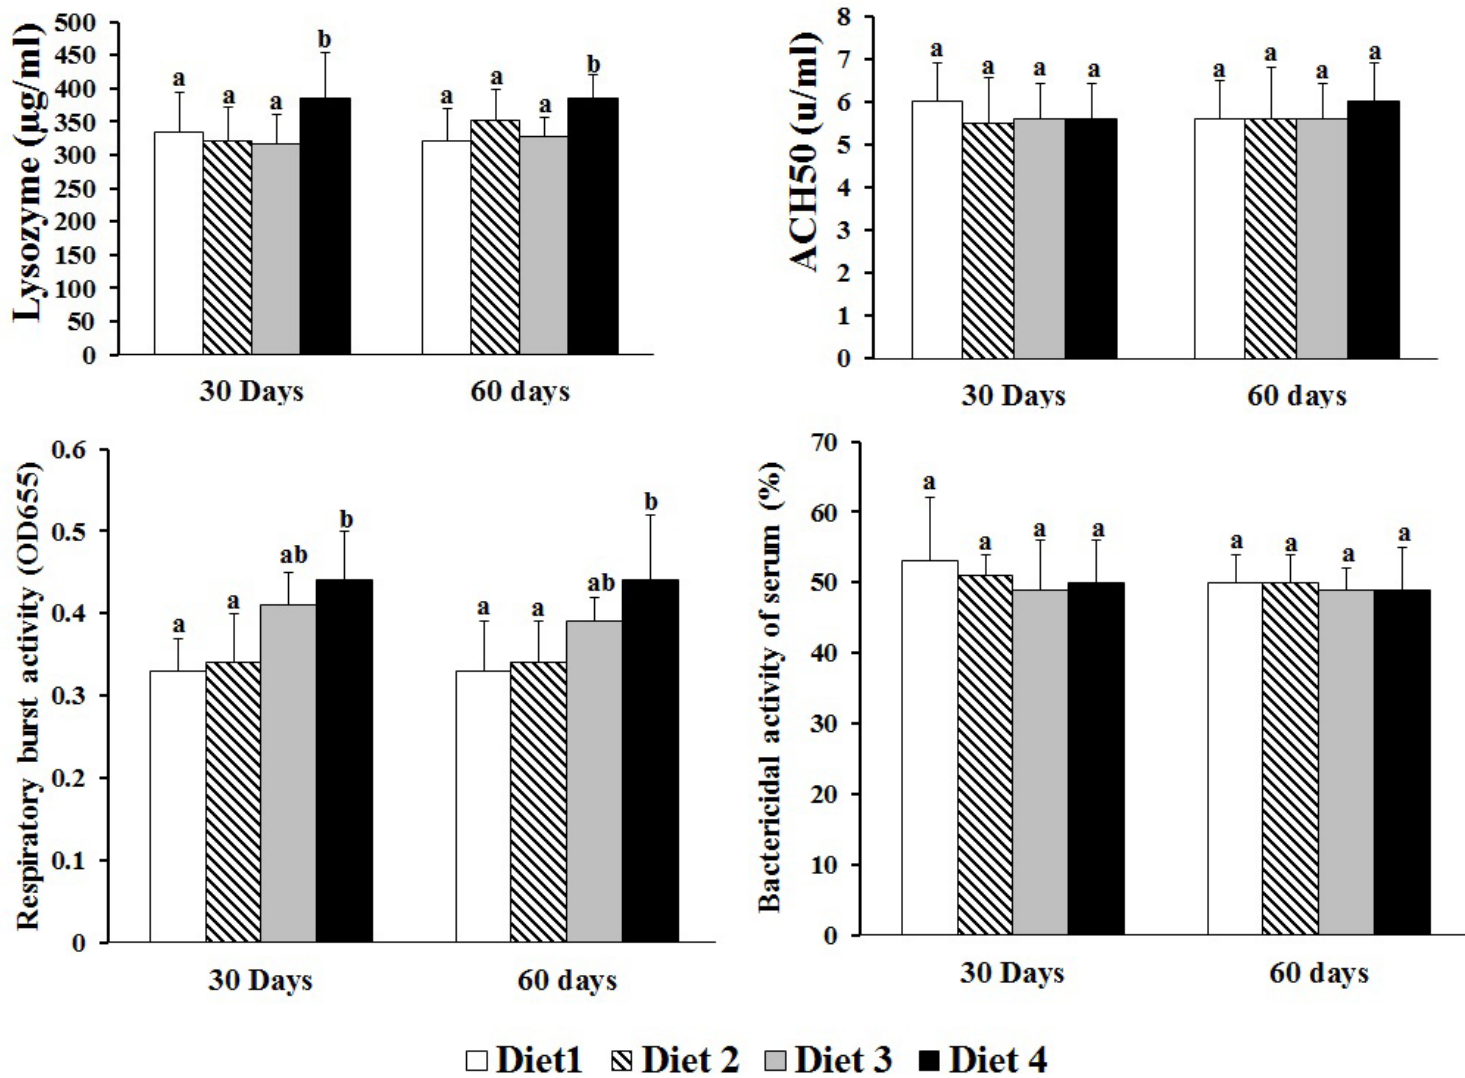 Lysozyme (µg/ml)
500
450
400
350
300
250
200
150
100
50
0
a
a
a
b
a
a
a
b
30 Days
60 days
ACH50 (u/ml)
8
7
6
5
4
3
2
1
0
a
a
a
a
a
a
a
a
30 Days
60 days
Respiratory burst activity (OD655)
0.6
0.5
0.4
0.3
0.2
0.1
0
a
a
ab
b
a
a
ab
b
30 Days
60 days
Bactericidal activity of serum (%)
70
60
50
40
30
20
10
0
a
a
a
a
a
a
a
a
30 Days
60 days
Diet1 Diet 2 Diet 3 Diet 4